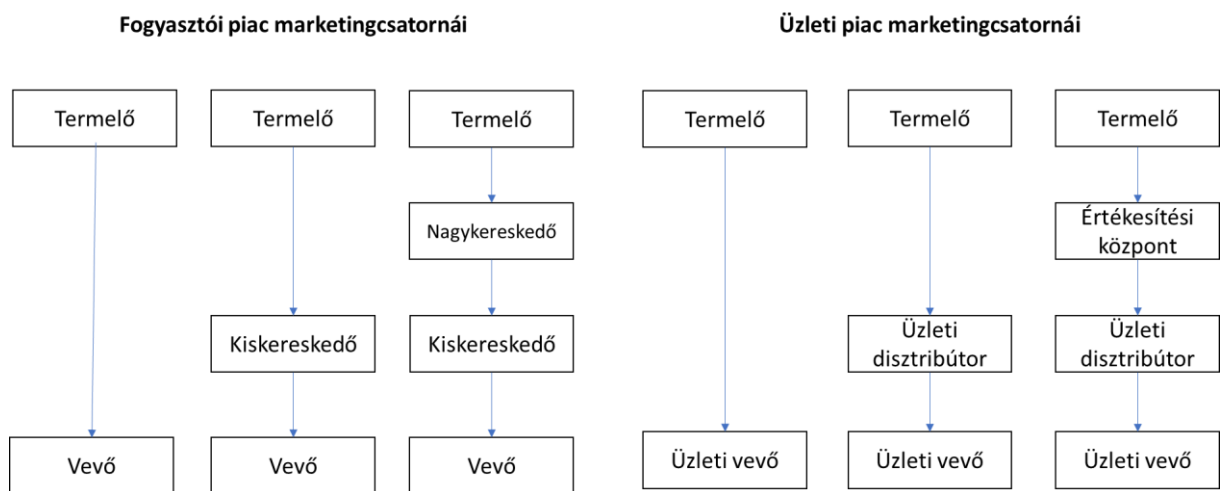 Fogyasztói piac marketingcsatornái
Üzleti piac marketingcsatornái
Termelő
Termelő
Termelő
Termelő
Termelő
Termelő
Nagykereskedő
Értékesítési
központ
Kiskereskedő
Kiskereskedő
Üzleti
disztribútor
Üzleti
disztribútor
Vevő
Vevő
Vevő
Üzleti vevő
Üzleti vevő
Üzleti vevő